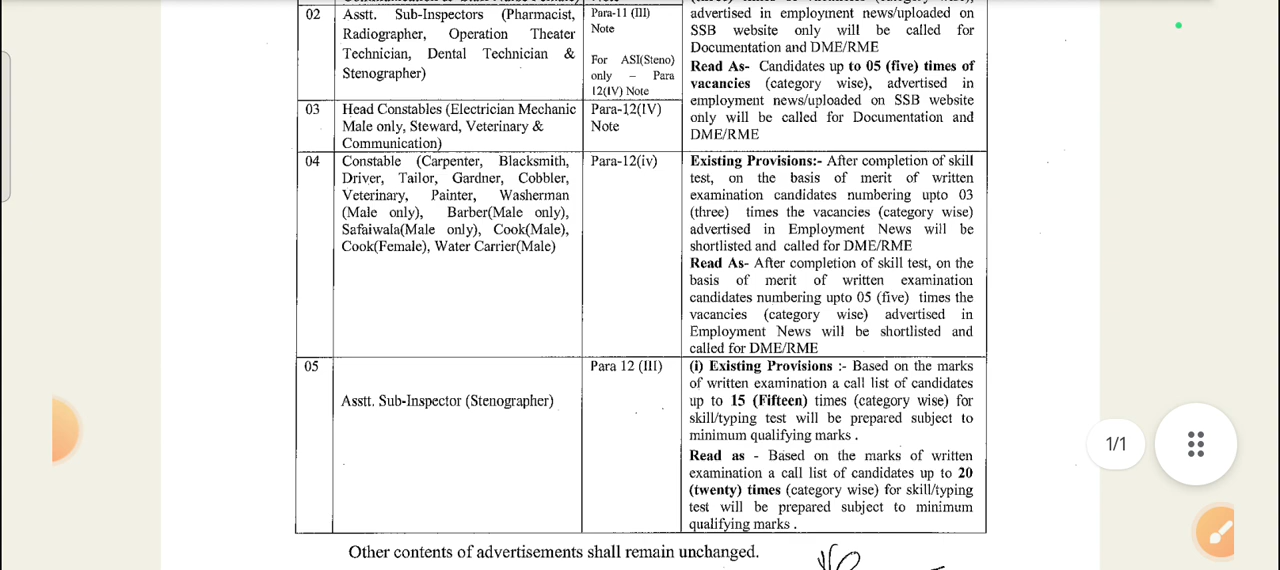 (three) times of vacancies (category wise),
02
Asstt. Sub-Inspectors (Pharmacist,
Radiographer, Operation Theater
Technician, Dental Technician &
Stenographer)
Para-11 (III)
Note
For ASI(Steno)
only – Para
12(IV) Note
advertised in employment news/uploaded on
SSB website only will be called for
Documentation and DME/RME
Read As- Candidates up to 05 (five) times of
vacancies (category wise), advertised in
employment news/uploaded on SSB website
only will be called for Documentation and
DME/RME
03
Head Constables (Electrician Mechanic
Male only, Steward, Veterinary &
Communication)
Para-12(IV)
Note
04
Constable (Carpenter, Blacksmith,
Driver, Tailor, Gardner, Cobbler,
Veterinary, Painter, Washerman
(Male only), Barber(Male only),
Safaiwala(Male only), Cook(Male),
Cook(Female), Water Carrier(Male)
Para-12(iv)
Existing Provisions:- After completion of skill
test, on the basis of merit of written
examination candidates numbering upto 03
(three) times the vacancies (category wise)
advertised in Employment News will be
shortlisted and called for DME/RME
Read As- After completion of skill test, on the
basis of merit of written examination
candidates numbering upto 05 (five) times the
vacancies (category wise) advertised in
Employment News will be shortlisted and
called for DME/RME
05
Asstt. Sub-Inspector (Stenographer)
Para 12 (III)
(i) Existing Provisions :- Based on the marks
of written examination a call list of candidates
up to 15 (Fifteen) times (category wise) for
skill/typing test will be prepared subject to
minimum qualifying marks .
Read as - Based on the marks of written
examination a call list of candidates up to 20
(twenty) times (category wise) for skill/typing
test will be prepared subject to minimum
qualifying marks .
Other contents of advertisements shall remain unchanged.
1/1